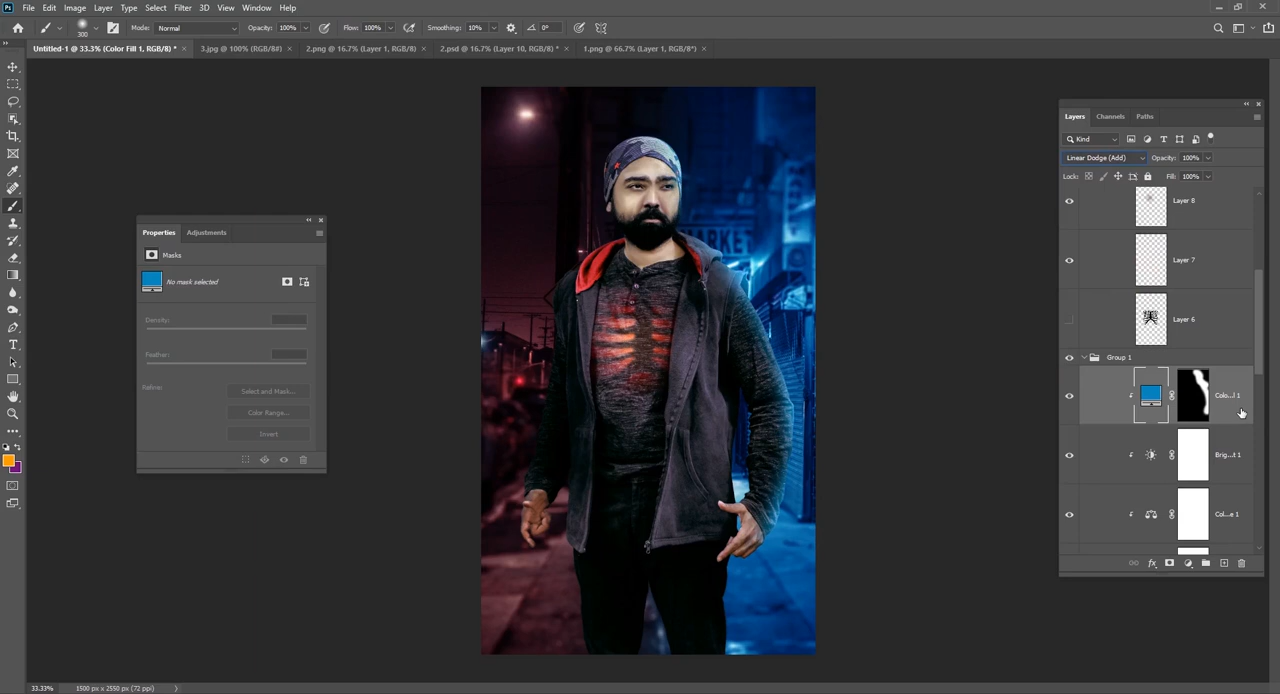 Ps File Edit Image Layer Type Select Filter 3D View Window Help
300 Mode: Normal Opacity: 100% Flow: 100% Smoothing: 10% 0°
Untitled-1 @ 33.3% (Color Fill 1, RGB/8) * × 3.jpg @ 100% (RGB/8#) × 2.png @ 16.7% (Layer 1, RGB/8) × 2.psd @ 16.7% (Layer 10, RGB/8) * × 1.png @ 66.7% (Layer 1, RGB/8*) ×
Layers Channels Paths
Kind
Linear Dodge (Add) Opacity: 100%
Lock: Fill: 100%
Layer 8
Layer 7
Layer 6
Group 1
Colo...l 1
Brig...t 1
Col...e 1
Properties Adjustments
Masks
No mask selected
Density:
Feather:
Refine: Select and Mask...
Color Range...
Invert
MARKET
33.33% 1500 px x 2550 px (72 ppi)